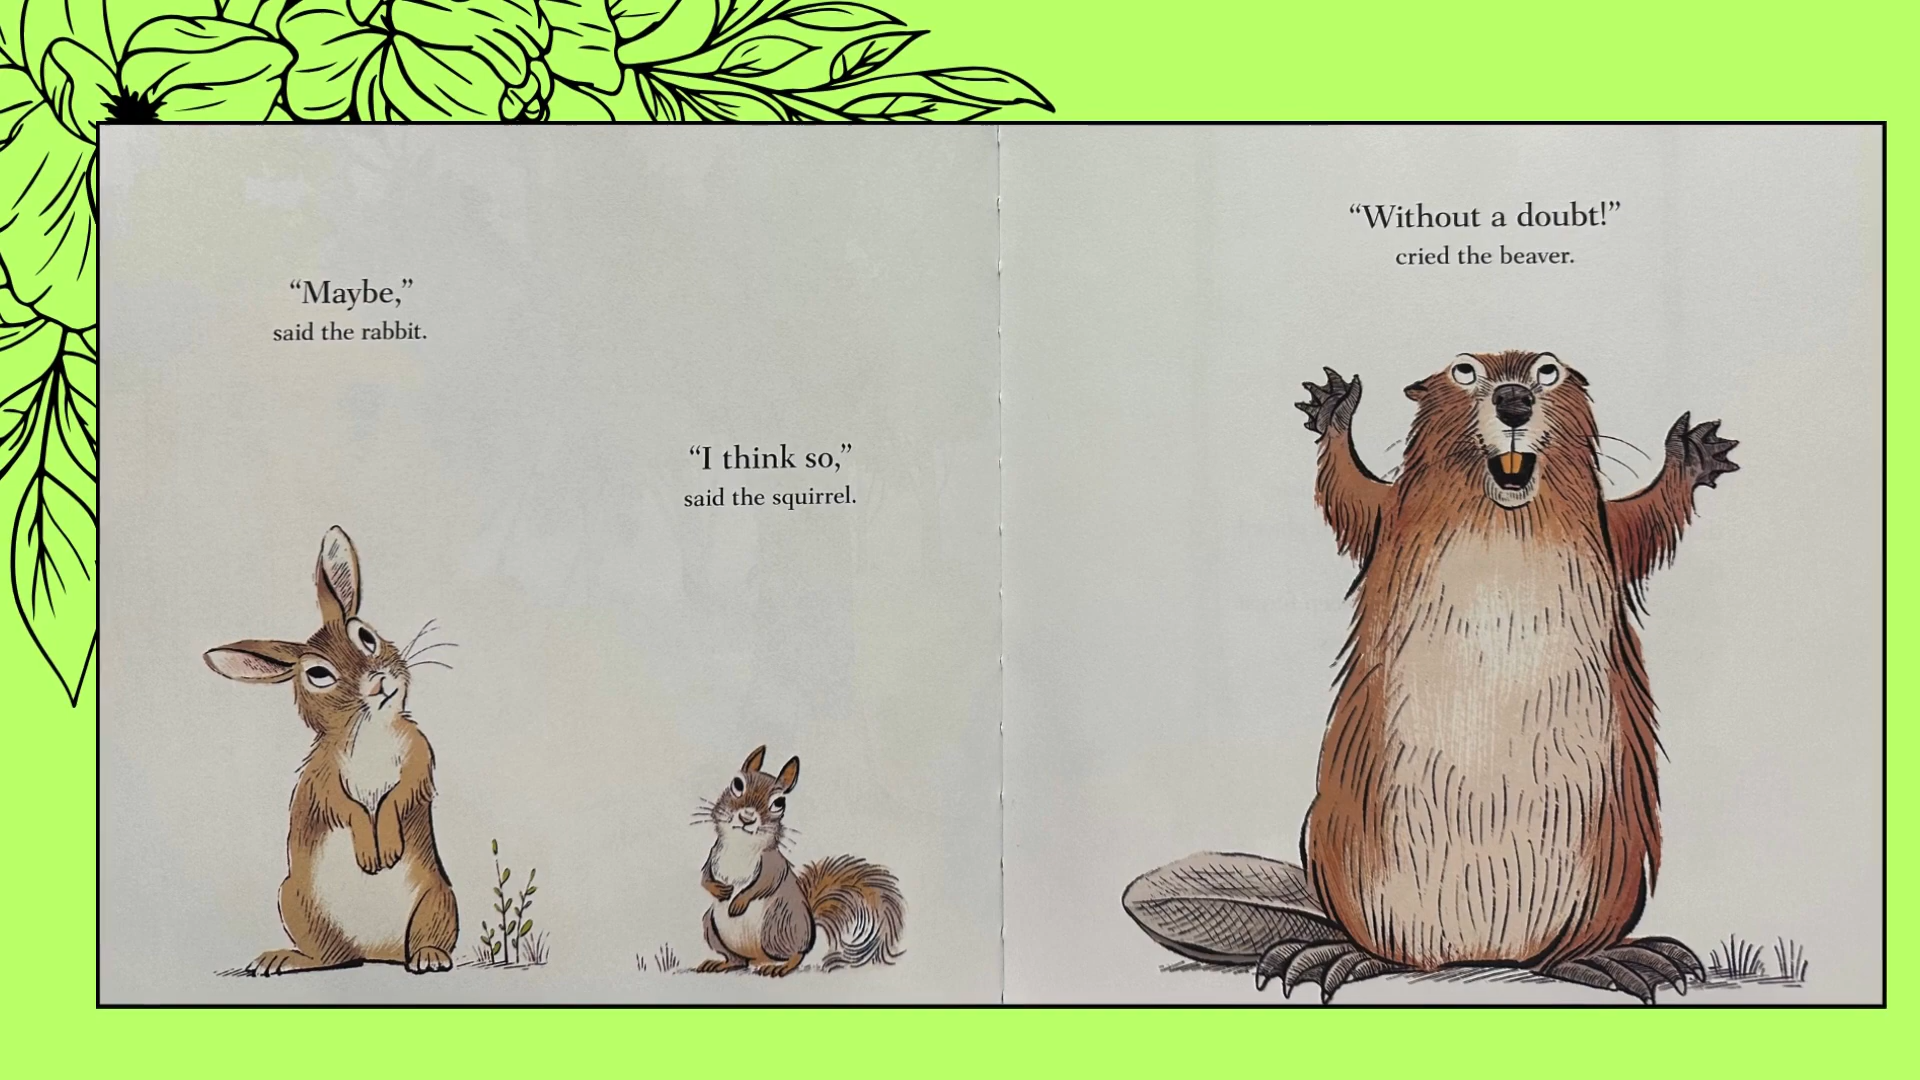 “Maybe,”
said the rabbit.
“I think so,”
said the squirrel.
“Without a doubt!”
cried the beaver.